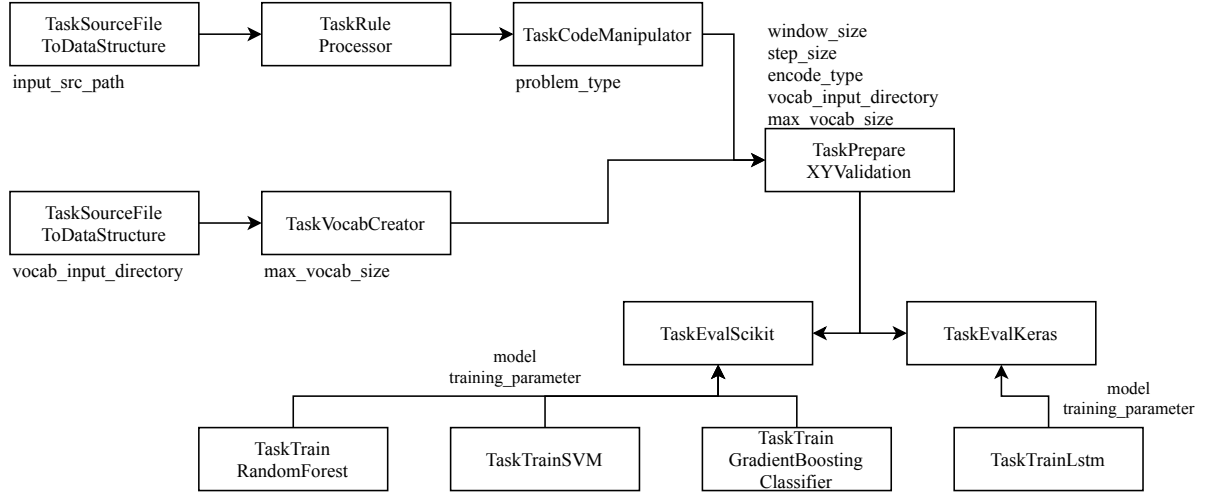 TaskSourceFile
ToDataStructure
input_src_path
TaskRule
Processor
TaskCodeManipulator
problem_type
window_size
step_size
encode_type
vocab_input_directory
max_vocab_size
TaskPrepare
XYValidation
TaskSourceFile
ToDataStructure
vocab_input_directory
TaskVocabCreator
max_vocab_size
TaskEvalScikit
TaskEvalKeras
model
training_parameter
model
training_parameter
TaskTrain
RandomForest
TaskTrainSVM
TaskTrain
GradientBoosting
Classifier
TaskTrainLstm